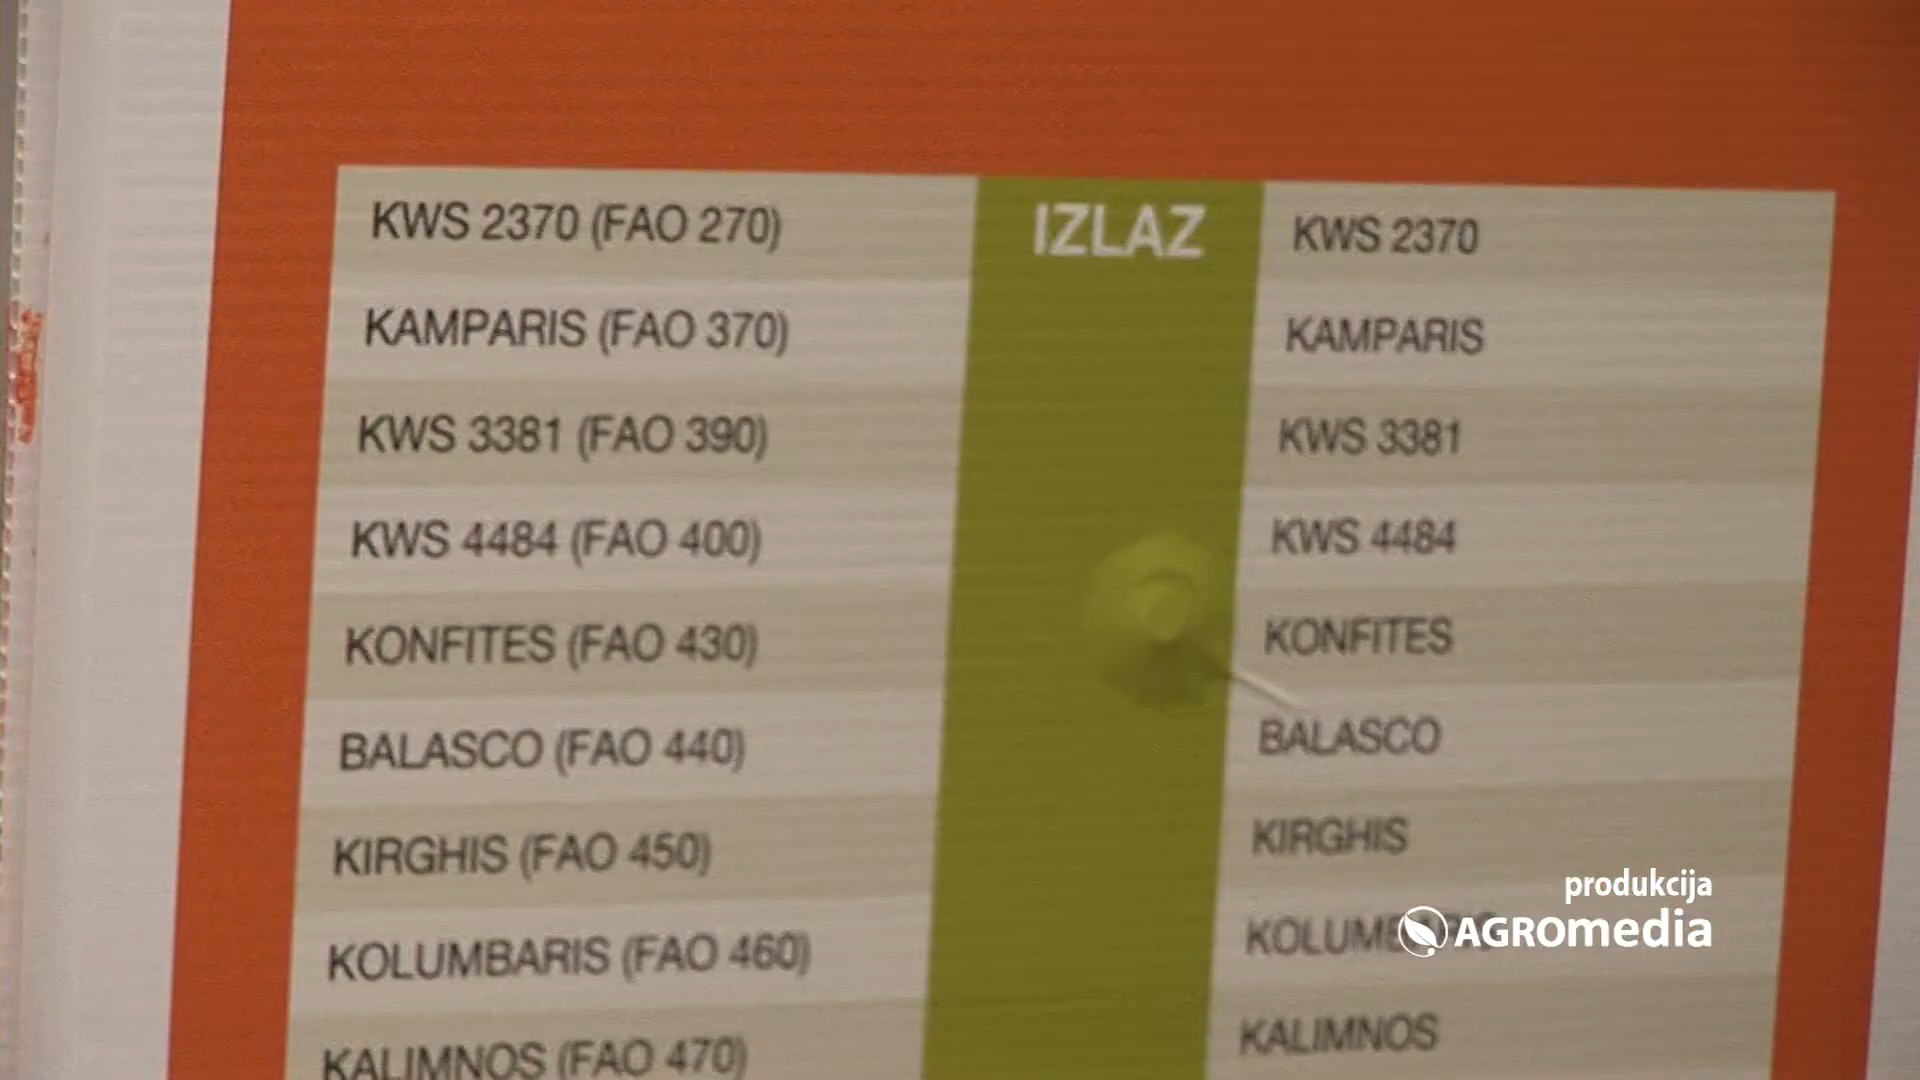 KWS 2370 (FAO 270)
KAMPARIS (FAO 370)
KWS 3381 (FAO 390)
KWS 4484 (FAO 400)
KONFITES (FAO 430)
BALASCO (FAO 440)
KIRGHIS (FAO 450)
KOLUMBARIS (FAO 460)
KALIMNOS (FAO 470)
IZLAZ
KWS 2370
KAMPARIS
KWS 3381
KWS 4484
KONFITES
BALASCO
KIRGHIS
KOLUMBARIS
KALIMNOS
produkcija
AGROmedia